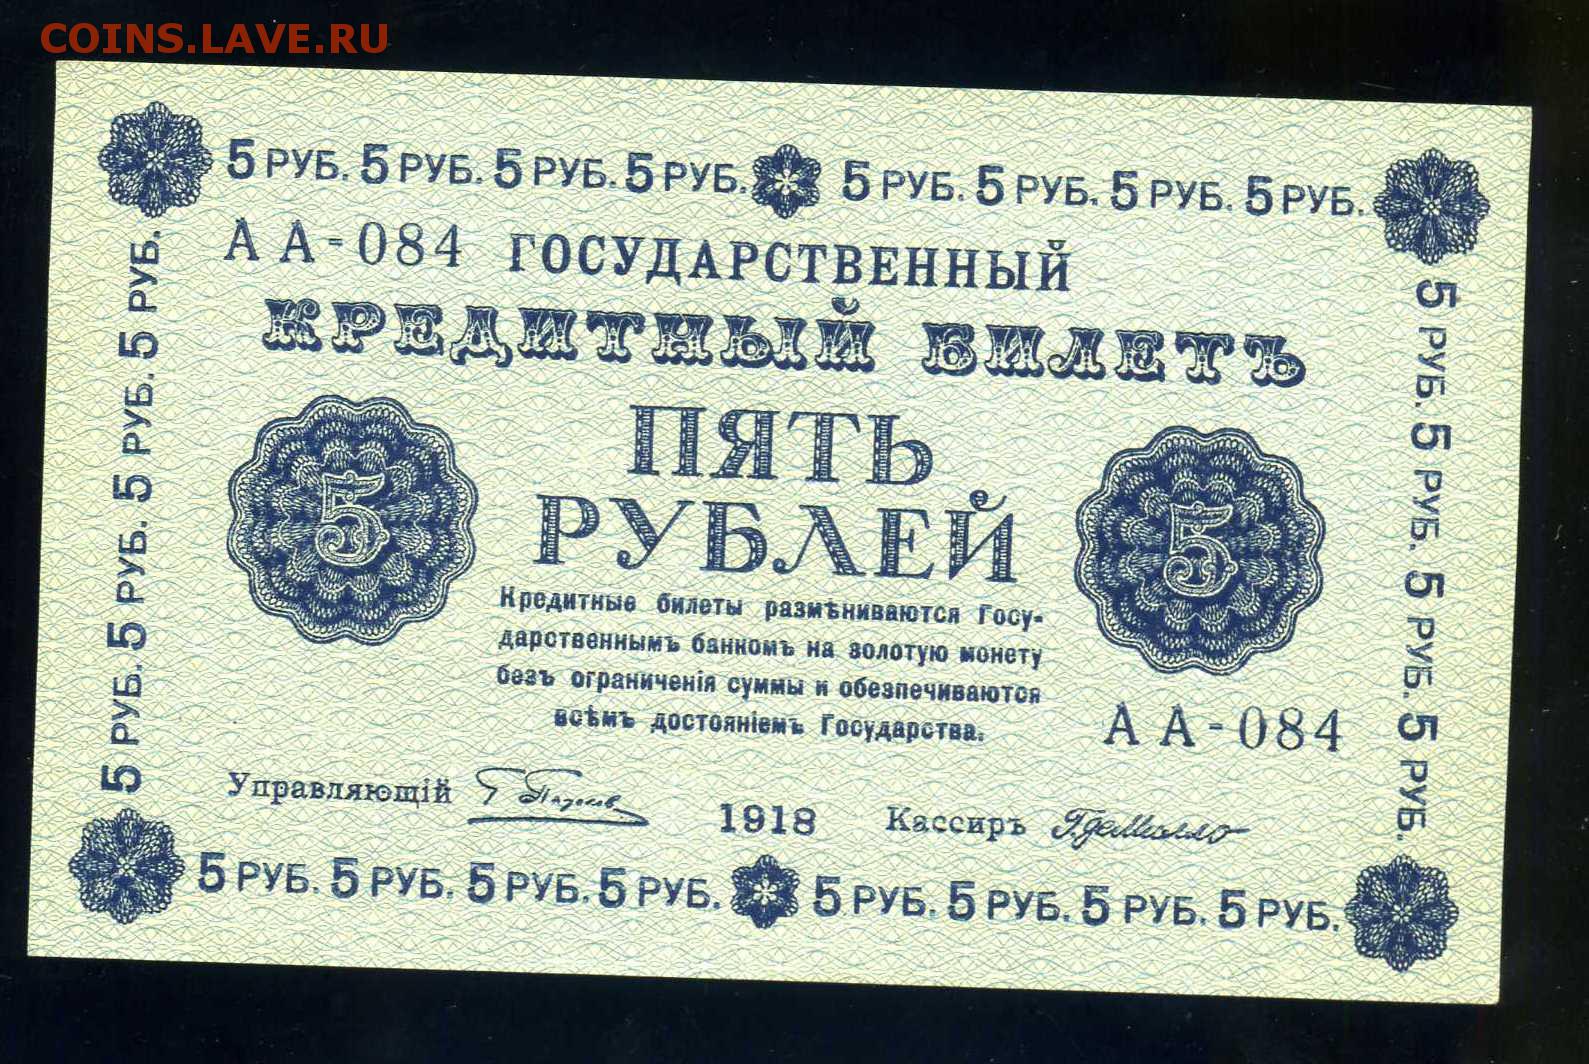 COINS.LAVE.RU
5 РУБ. 5 РУБ. 5 РУБ. 5 РУБ. 5 РУБ. 5 РУБ. 5 РУБ. 5 РУБ.
АА-084 ГОСУДАРСТВЕННЫЙ
КРЕДИТНЫЙ БИЛЕТЪ
5 РУБ. 5 РУБ. 5 РУБ. 5 РУБ.
ПЯТЬ
РУБЛЕЙ
5
5
Кредитные билеты размѣниваются Госу-
дарственнымъ банкомъ на золотую монету
безъ ограниченія суммы и обезпечиваются
всѣмъ достояніемъ Государства.
АА-084
5 РУБ. 5 РУБ. 5 РУБ. 5 РУБ.
Управляющій
1918 Кассиръ Г. де Милло
5 РУБ. 5 РУБ. 5 РУБ. 5 РУБ. 5 РУБ. 5 РУБ. 5 РУБ. 5 РУБ.